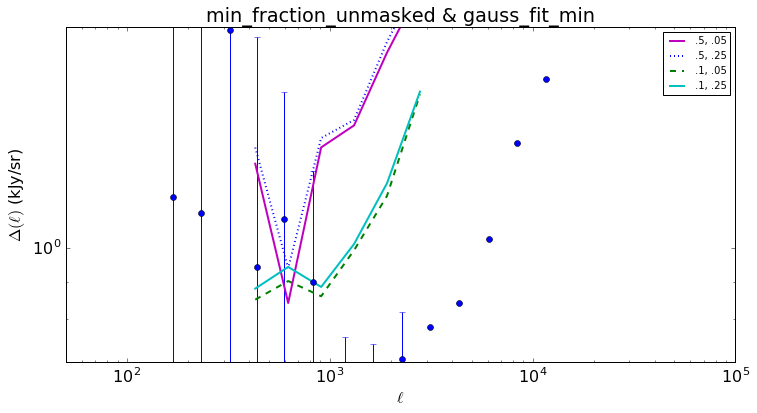 min_fraction_unmasked & gauss_fit_min
.5, .05
.5, .25
.1, .05
.1, .25
Δ(ℓ) (kJy/sr)
10⁰
10² 10³ 10⁴ 10⁵
ℓ